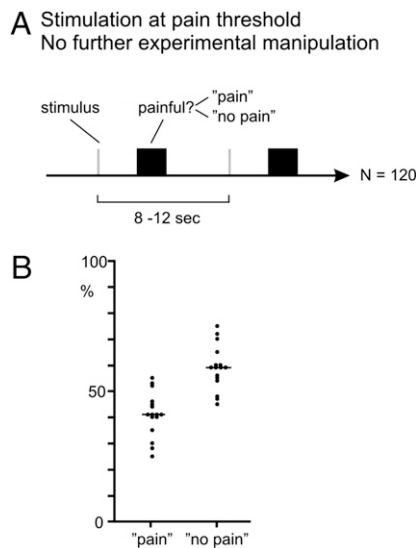 A Stimulation at pain threshold
No further experimental manipulation
stimulus painful? "pain"
"no pain"
N = 120
8 -12 sec
B
100
%
50
0
"pain" "no pain"